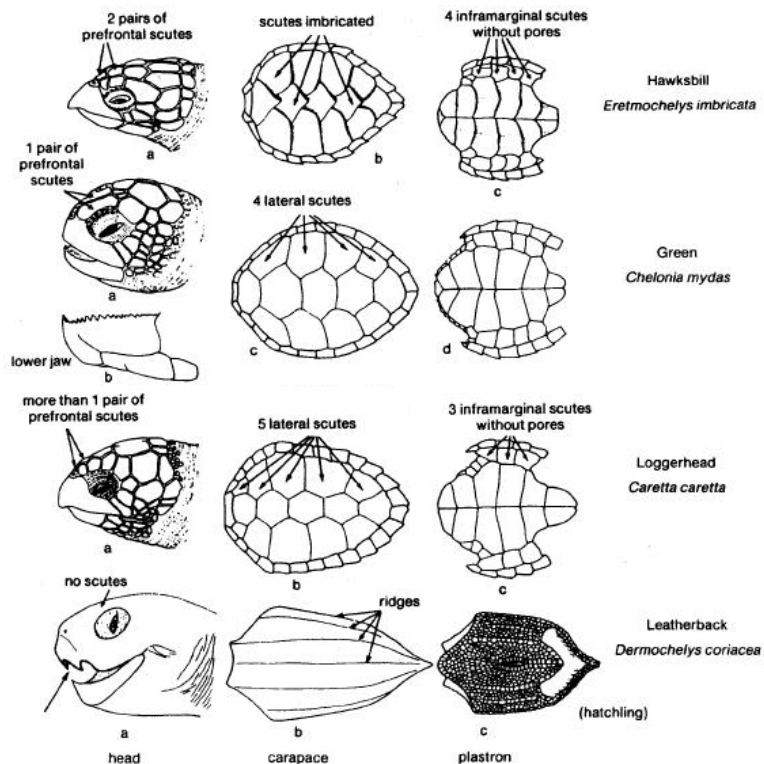 2 pairs of
prefrontal scutes
scutes imbricated
4 inframarginal scutes
without pores
Hawksbill
Eretmochelys imbricata
a
b
c
1 pair of
prefrontal
scutes
4 lateral scutes
Green
Chelonia mydas
a
c
d
lower jaw
b
more than 1 pair of
prefrontal scutes
5 lateral scutes
3 inframarginal scutes
without pores
Loggerhead
Caretta caretta
a
b
c
no scutes
ridges
Leatherback
Dermochelys coriacea
(hatchling)
a
b
c
head
carapace
plastron